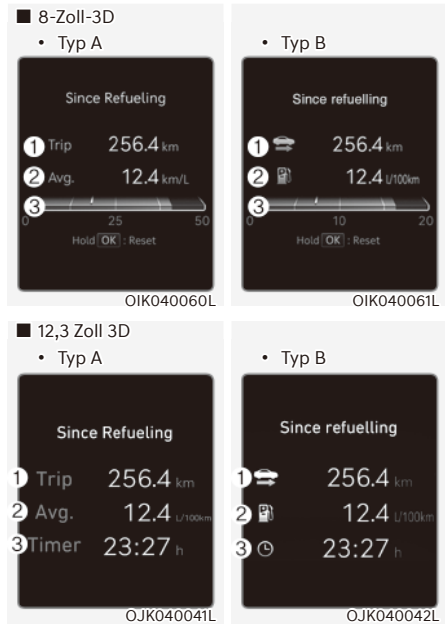 ■ 8-Zoll-3D
• Typ A
Since Refueling
① Trip 256.4 km
② Avg. 12.4 km/L
③
0 25 50
Hold OK : Reset
OIK040060L
• Typ B
Since refuelling
① 256.4 km
② 12.4 L/100km
③
0 10 20
Hold OK : Reset
OIK040061L
■ 12,3 Zoll 3D
• Typ A
Since Refueling
① Trip 256.4 km
② Avg. 12.4 L/100km
③ Timer 23:27 h
OJK040041L
• Typ B
Since refuelling
① 256.4 km
② 12.4 L/100km
③ 23:27 h
OJK040042L